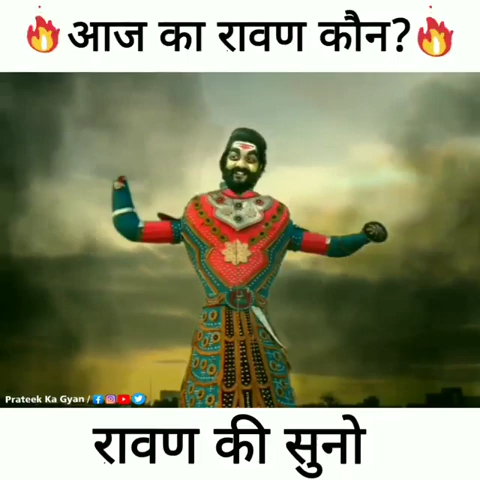 🔥आज का रावण कौन?🔥
Prateek Ka Gyan /
रावण की सुनो